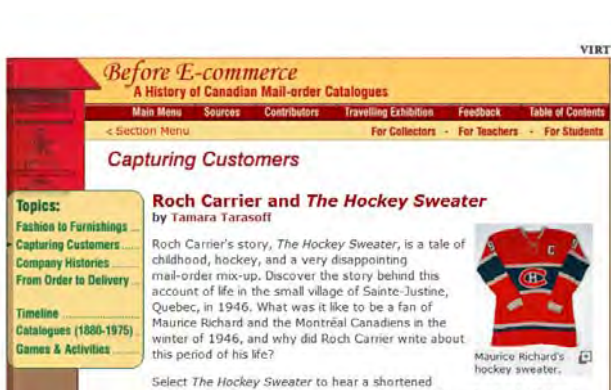 VIRT
Before E-commerce
A History of Canadian Mail-order Catalogues
Main Menu Sources Contributors Travelling Exhibition Feedback Table of Contents
< Section Menu For Collectors - For Teachers - For Students
Capturing Customers
Topics:
Fashion to Furnishings ...
Capturing Customers ......
Company Histories ..........
From Order to Delivery ...
Timeline ......................
Catalogues (1880-1975) ..
Games & Activities ..........
Roch Carrier and The Hockey Sweater
by Tamara Tarasoff
Roch Carrier's story, The Hockey Sweater, is a tale of
childhood, hockey, and a very disappointing
mail-order mix-up. Discover the story behind this
account of life in the small village of Sainte-Justine,
Quebec, in 1946. What was it like to be a fan of
Maurice Richard and the Montréal Canadiens in the
winter of 1946, and why did Roch Carrier write about
this period of his life?
Select The Hockey Sweater to hear a shortened
9 C 9
CH
Maurice Richard's
hockey sweater.